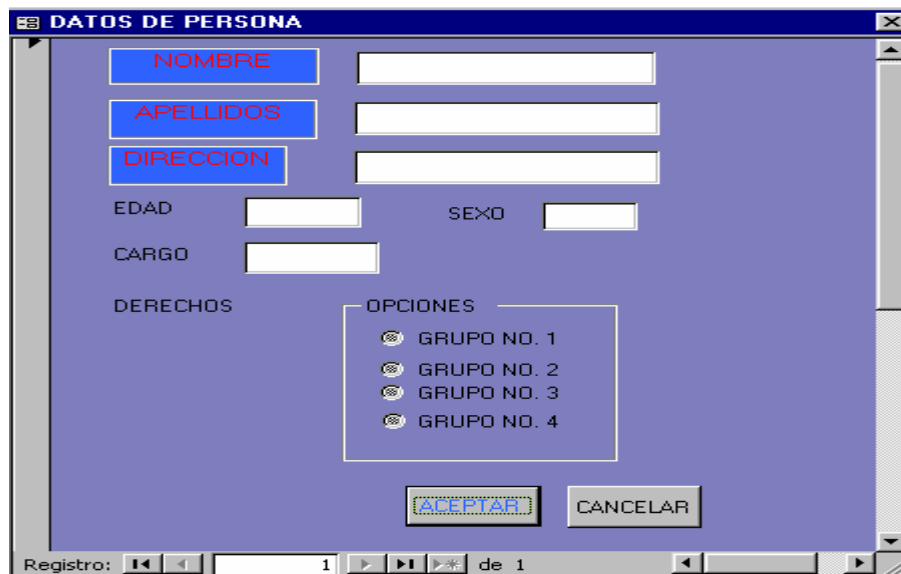 DATOS DE PERSONA
NOMBRE
APELLIDOS
DIRECCION
EDAD SEXO
CARGO
DERECHOS OPCIONES
GRUPO NO. 1
GRUPO NO. 2
GRUPO NO. 3
GRUPO NO. 4
ACEPTAR CANCELAR
Registro: 1 de 1